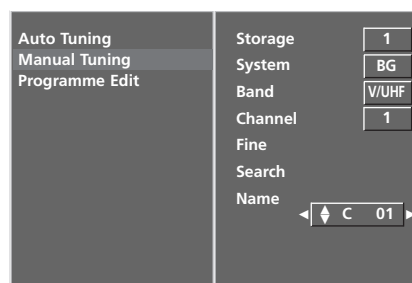 Auto Tuning
Manual Tuning
Programme Edit
Storage 1
System BG
Band V/UHF
Channel 1
Fine
Search
Name
◄ ♦ C 01 ►